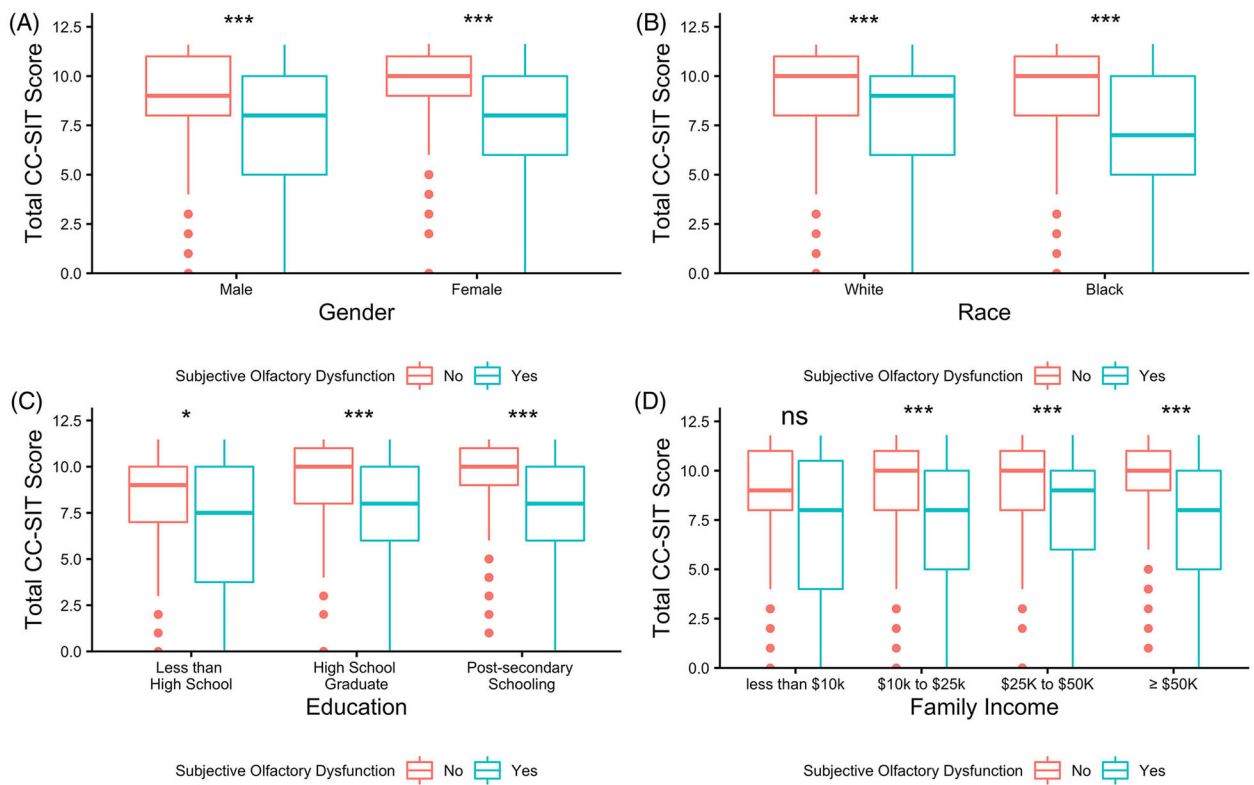 (A)
12.5
10.0
7.5
5.0
2.5
0.0
Total CC-SIT Score
***
***
Male
Female
Gender
Subjective Olfactory Dysfunction No Yes
(B)
12.5
10.0
7.5
5.0
2.5
0.0
Total CC-SIT Score
***
***
White
Black
Race
Subjective Olfactory Dysfunction No Yes
(C)
12.5
10.0
7.5
5.0
2.5
0.0
Total CC-SIT Score
*
***
***
Less than
High School
High School
Graduate
Post-secondary
Schooling
Education
Subjective Olfactory Dysfunction No Yes
(D)
12.5
10.0
7.5
5.0
2.5
0.0
Total CC-SIT Score
ns
***
***
***
less than $10k
$10k to $25k
$25K to $50K
≥ $50K
Family Income
Subjective Olfactory Dysfunction No Yes